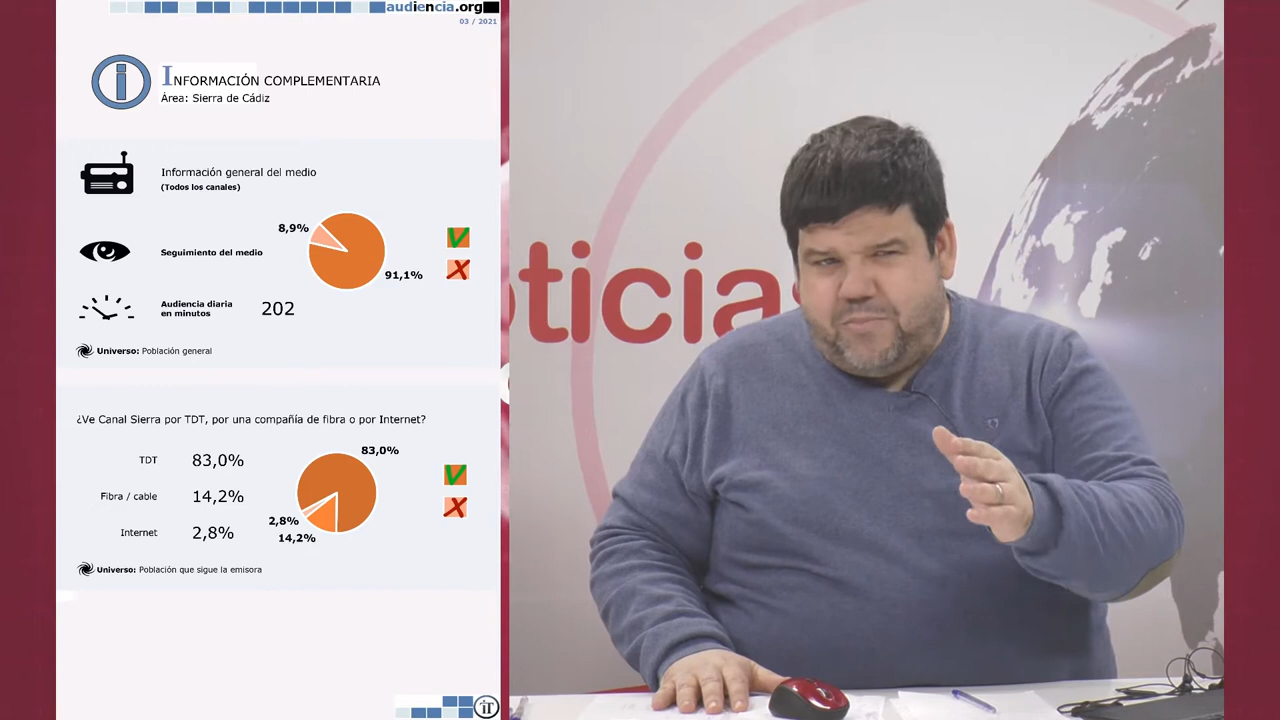 audiencia.org
03 / 2021
INFORMACIÓN COMPLEMENTARIA
Área: Sierra de Cádiz
Información general del medio
(Todos los canales)
8,9%
Seguimiento del medio
91,1%
Audiencia diaria
en minutos
202
Universo: Población general
¿Ve Canal Sierra por TDT, por una compañía de fibra o por Internet?
83,0%
TDT 83,0%
Fibra / cable 14,2%
2,8%
Internet 2,8%
14,2%
Universo: Población que sigue la emisora
iT
oticias